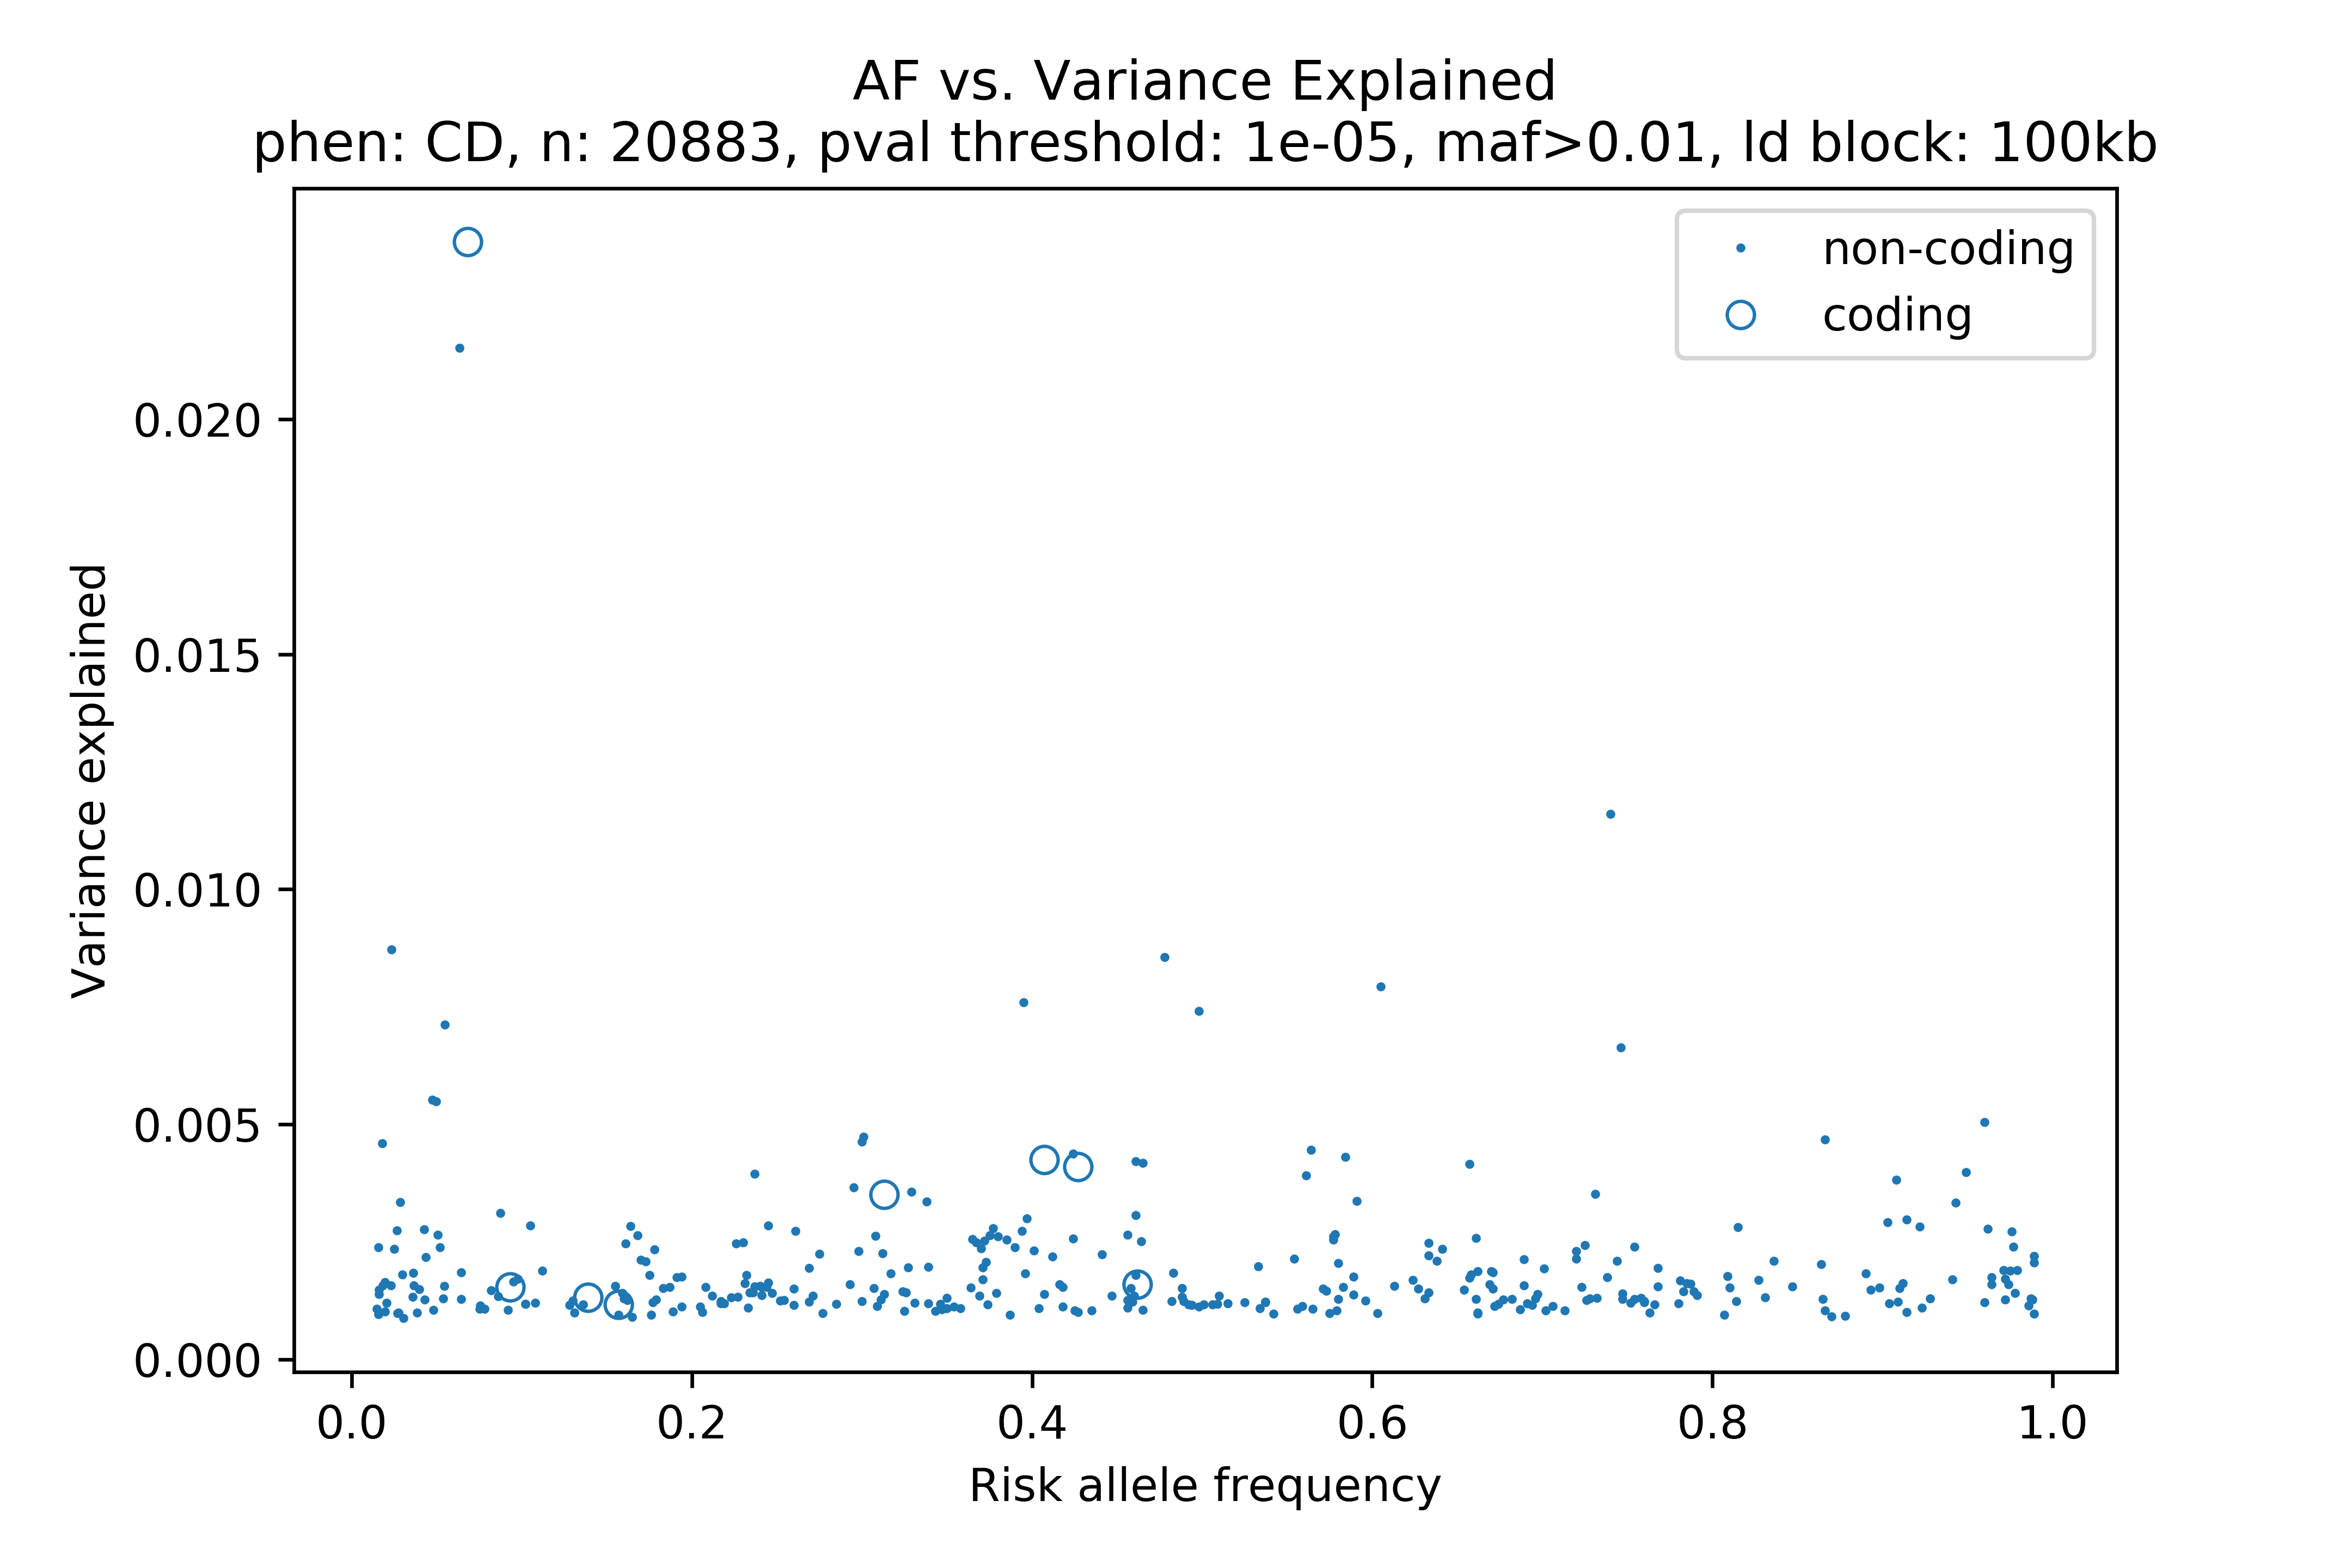 AF vs. Variance Explained
phen: CD, n: 20883, pval threshold: 1e-05, maf>0.01, ld block: 100kb
non-coding
coding
Variance explained
0.020
0.015
0.010
0.005
0.000
0.0 0.2 0.4 0.6 0.8 1.0
Risk allele frequency